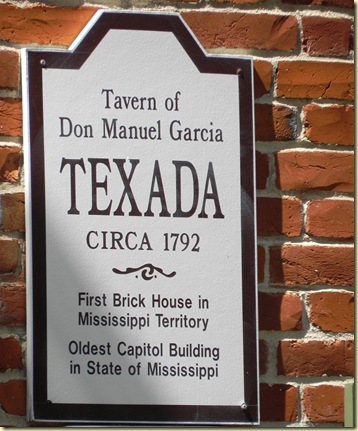 Tavern of
Don Manuel Garcia
TEXADA
CIRCA 1792
First Brick House in
Mississippi Territory
Oldest Capitol Building
in State of Mississippi